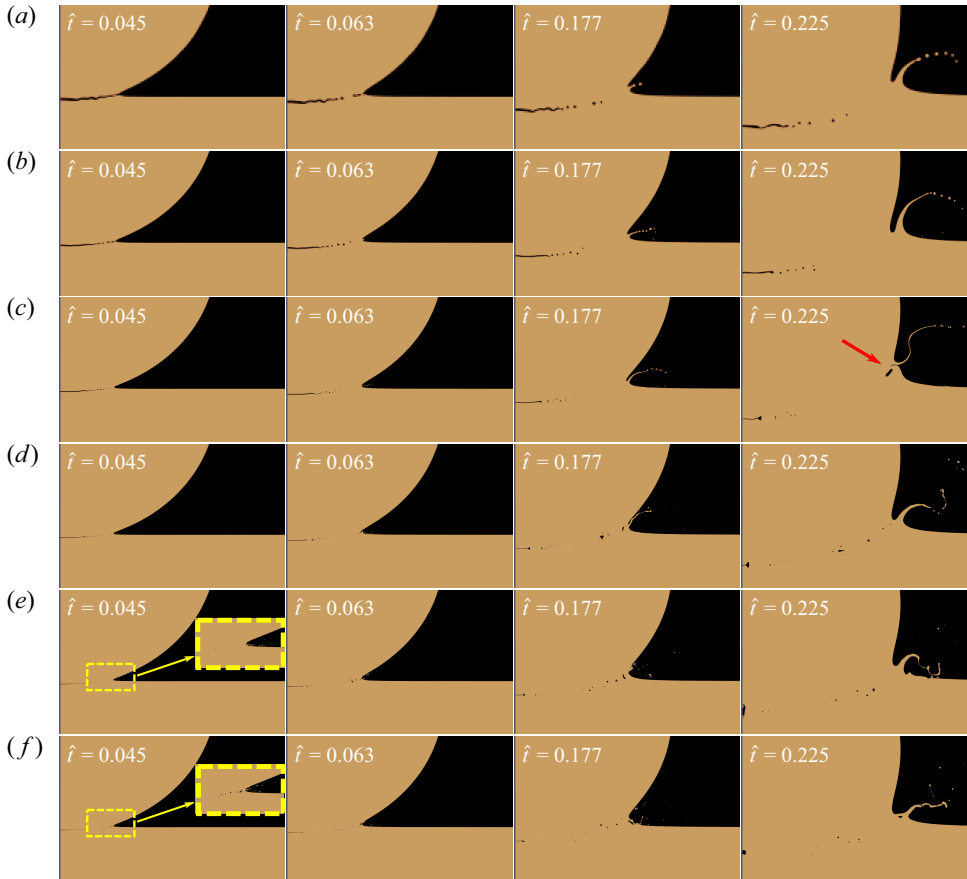 (a) t̂ = 0.045 t̂ = 0.063 t̂ = 0.177 t̂ = 0.225
(b) t̂ = 0.045 t̂ = 0.063 t̂ = 0.177 t̂ = 0.225
(c) t̂ = 0.045 t̂ = 0.063 t̂ = 0.177 t̂ = 0.225
(d) t̂ = 0.045 t̂ = 0.063 t̂ = 0.177 t̂ = 0.225
(e) t̂ = 0.045 t̂ = 0.063 t̂ = 0.177 t̂ = 0.225
(f) t̂ = 0.045 t̂ = 0.063 t̂ = 0.177 t̂ = 0.225